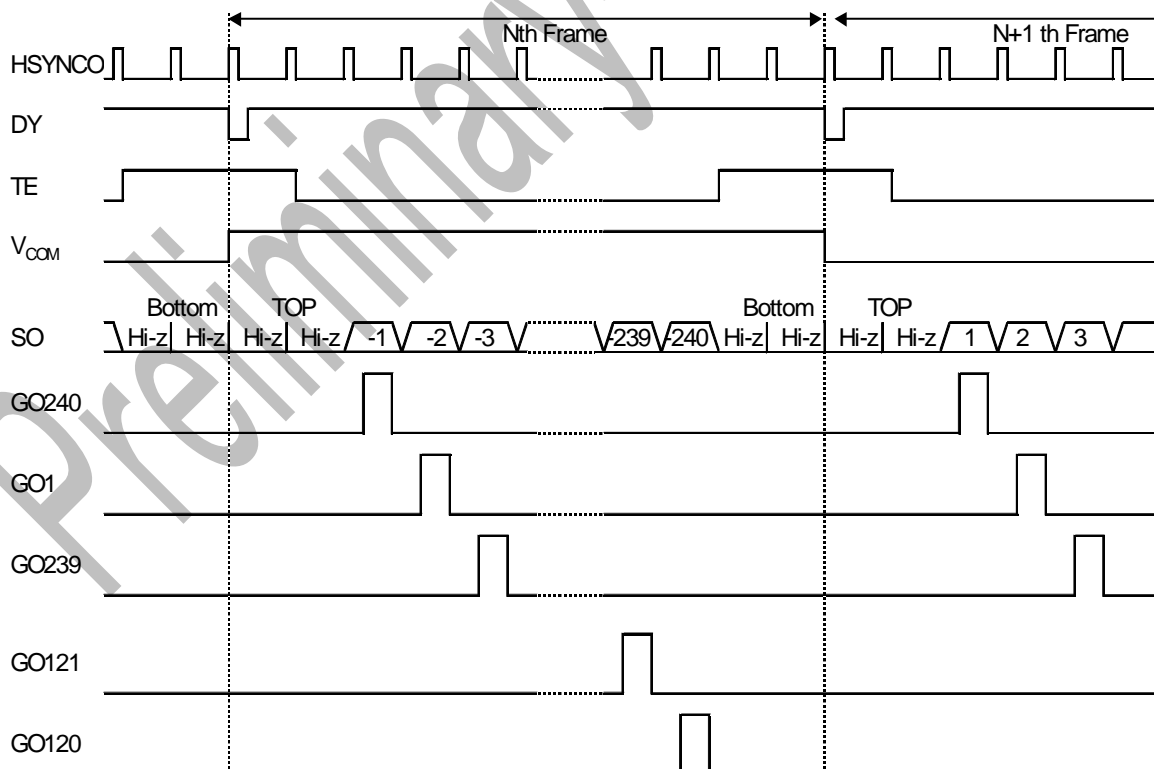 Nth Frame
N+1 th Frame
HSYNCO
DY
TE
VCOM
Bottom TOP Bottom TOP
SO Hi-z Hi-z Hi-z Hi-z -1 -2 -3 -239 -240 Hi-z Hi-z Hi-z Hi-z 1 2 3
GO240
GO1
GO239
GO121
GO120
Preliminary